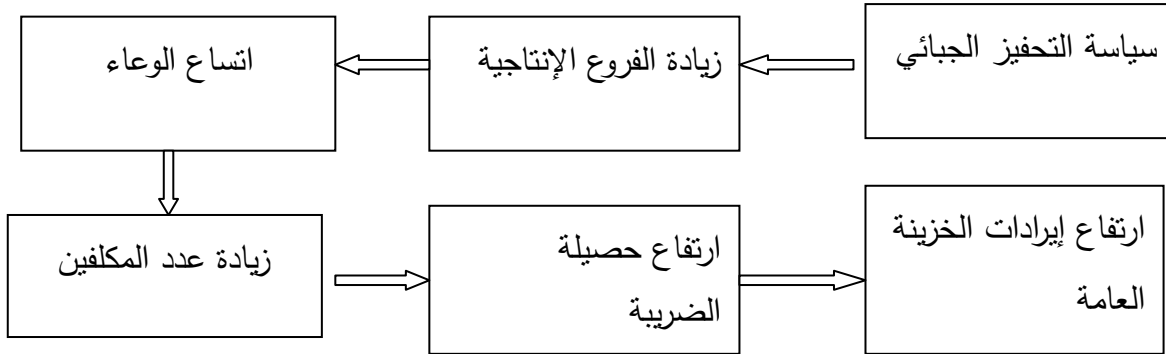 سياسة التحفيز الجبائي
زيادة الفروع الإنتاجية
اتساع الوعاء
زيادة عدد المكلفين
ارتفاع حصيلة
الضريبة
ارتفاع إيرادات الخزينة
العامة